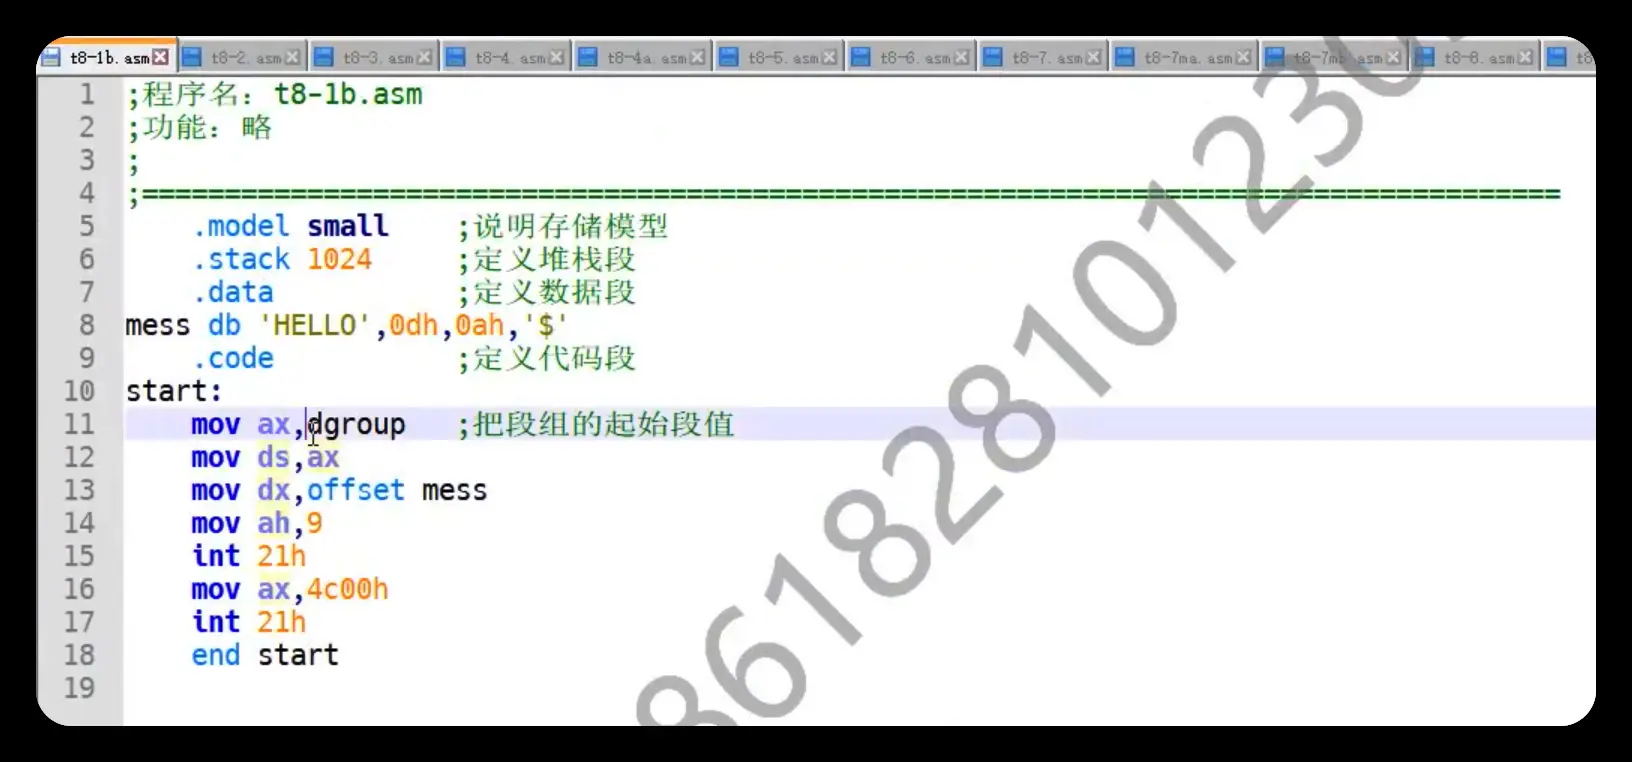 t8-1b.asm t8-2.asm t8-3.asm t8-4.asm t8-4a.asm t8-5.asm t8-6.asm t8-7.asm t8-7ma.asm t8-7mb.asm t8-8.asm t8
1 ;程序名：t8-1b.asm
2 ;功能：略
3 ;
4 ;======================================================================================
5 .model small ;说明存储模型
6 .stack 1024 ;定义堆栈段
7 .data ;定义数据段
8 mess db 'HELLO',0dh,0ah,'$'
9 .code ;定义代码段
10 start:
11 mov ax,dgroup ;把段组的起始段值
12 mov ds,ax
13 mov dx,offset mess
14 mov ah,9
15 int 21h
16 mov ax,4c00h
17 int 21h
18 end start
19
861828101230